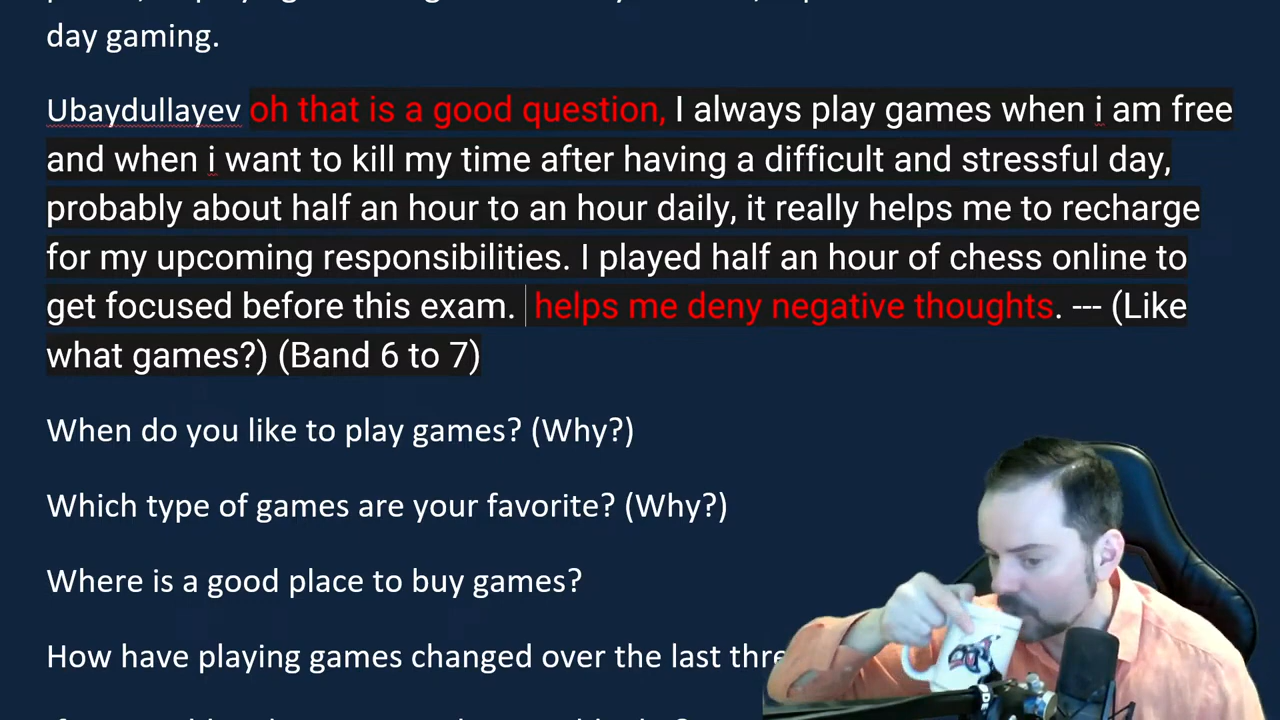 day gaming.
Ubaydullayev oh that is a good question, I always play games when i am free
and when i want to kill my time after having a difficult and stressful day,
probably about half an hour to an hour daily, it really helps me to recharge
for my upcoming responsibilities. I played half an hour of chess online to
get focused before this exam. helps me deny negative thoughts. --- (Like
what games?) (Band 6 to 7)
When do you like to play games? (Why?)
Which type of games are your favorite? (Why?)
Where is a good place to buy games?
How have playing games changed over the last